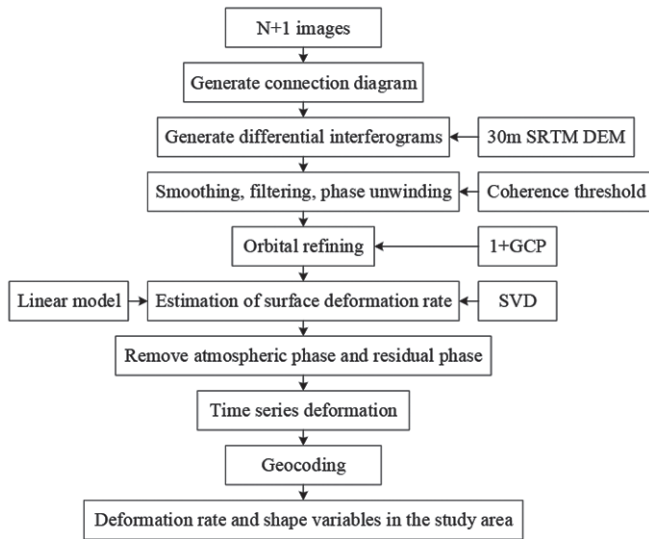 N+1 images
Generate connection diagram
Generate differential interferograms
30m SRTM DEM
Smoothing, filtering, phase unwinding
Coherence threshold
Orbital refining
1+GCP
Linear model
Estimation of surface deformation rate
SVD
Remove atmospheric phase and residual phase
Time series deformation
Geocoding
Deformation rate and shape variables in the study area